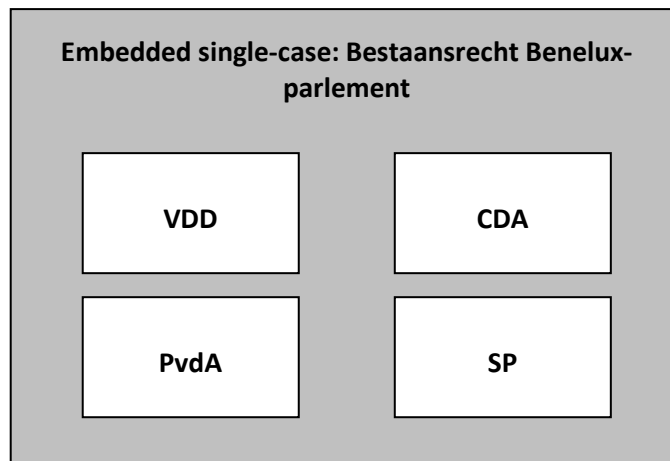 Embedded single-case: Bestaansrecht Benelux-
parlement
VDD
CDA
PvdA
SP